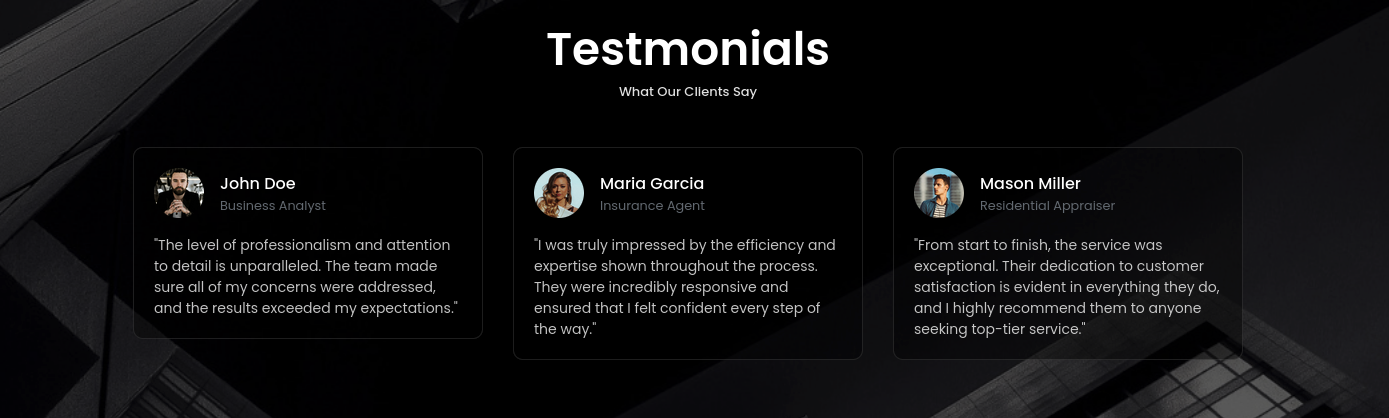 Testmonials
What Our Clients Say
John Doe
Business Analyst
"The level of professionalism and attention
to detail is unparalleled. The team made
sure all of my concerns were addressed,
and the results exceeded my expectations."
Maria Garcia
Insurance Agent
"I was truly impressed by the efficiency and
expertise shown throughout the process.
They were incredibly responsive and
ensured that I felt confident every step of
the way."
Mason Miller
Residential Appraiser
"From start to finish, the service was
exceptional. Their dedication to customer
satisfaction is evident in everything they do,
and I highly recommend them to anyone
seeking top-tier service."